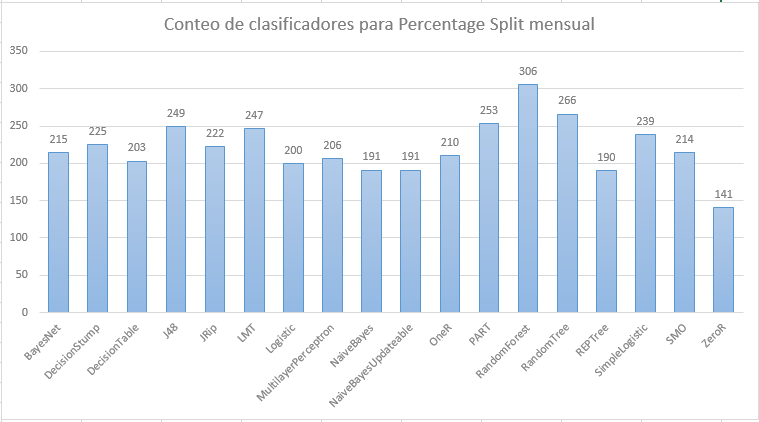 Conteo de clasificadores para Percentage Split mensual
350
300
250
200
150
100
50
0
215
225
203
249
222
247
200
206
191
191
210
253
306
266
190
239
214
141
BayesNet
DecisionStump
DecisionTable
J48
JRip
LMT
Logistic
MultilayerPerceptron
NaiveBayes
NaiveBayesUpdateable
OneR
PART
RandomForest
RandomTree
REPTree
SimpleLogistic
SMO
ZeroR